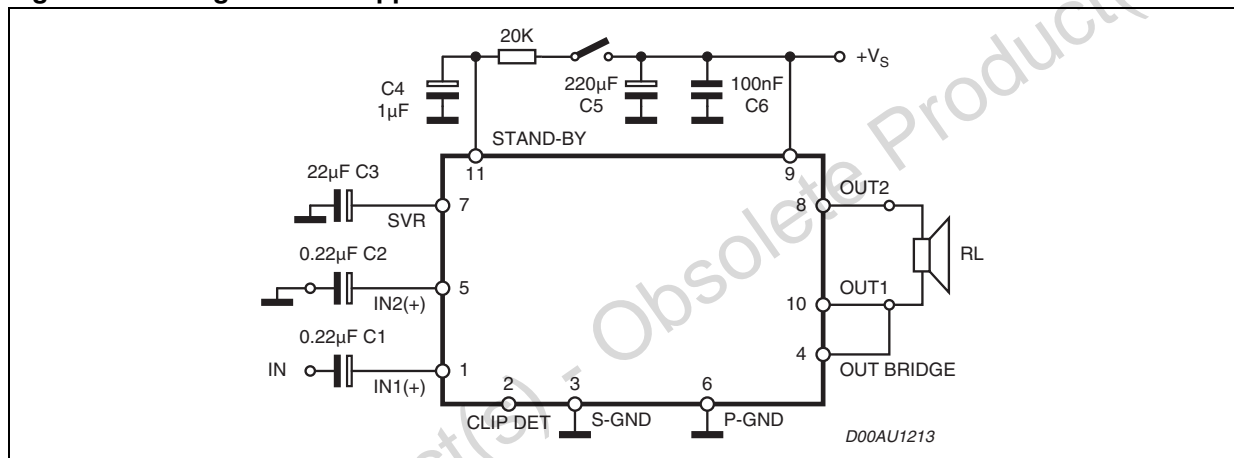 20K
+VS
C4
1µF
220µF
C5
100nF
C6
STAND-BY
11
9
22µF C3
7
SVR
OUT2
8
RL
0.22µF C2
5
IN2(+)
OUT1
10
0.22µF C1
4
OUT BRIDGE
IN
1
IN1(+)
2
CLIP DET
3
S-GND
6
P-GND
D00AU1213
- Obsolete Product(